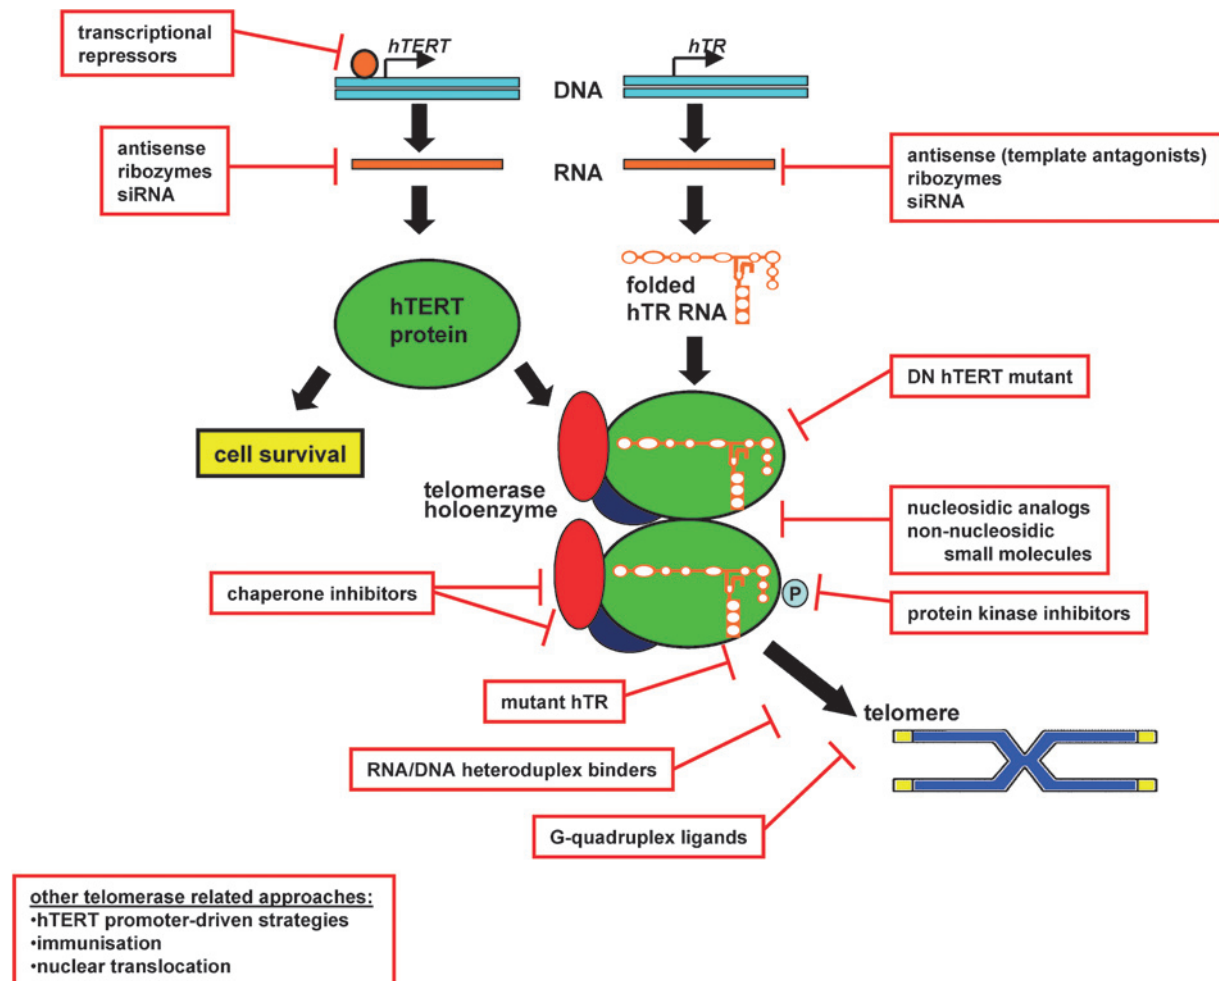 transcriptional
repressors
hTERT
hTR
DNA
antisense
ribozymes
siRNA
RNA
antisense (template antagonists)
ribozymes
siRNA
hTERT
protein
folded
hTR RNA
DN hTERT mutant
cell survival
telomerase
holoenzyme
nucleosidic analogs
non-nucleosidic
small molecules
chaperone inhibitors
P
protein kinase inhibitors
mutant hTR
telomere
RNA/DNA heteroduplex binders
G-quadruplex ligands
other telomerase related approaches:
•hTERT promoter-driven strategies
•immunisation
•nuclear translocation